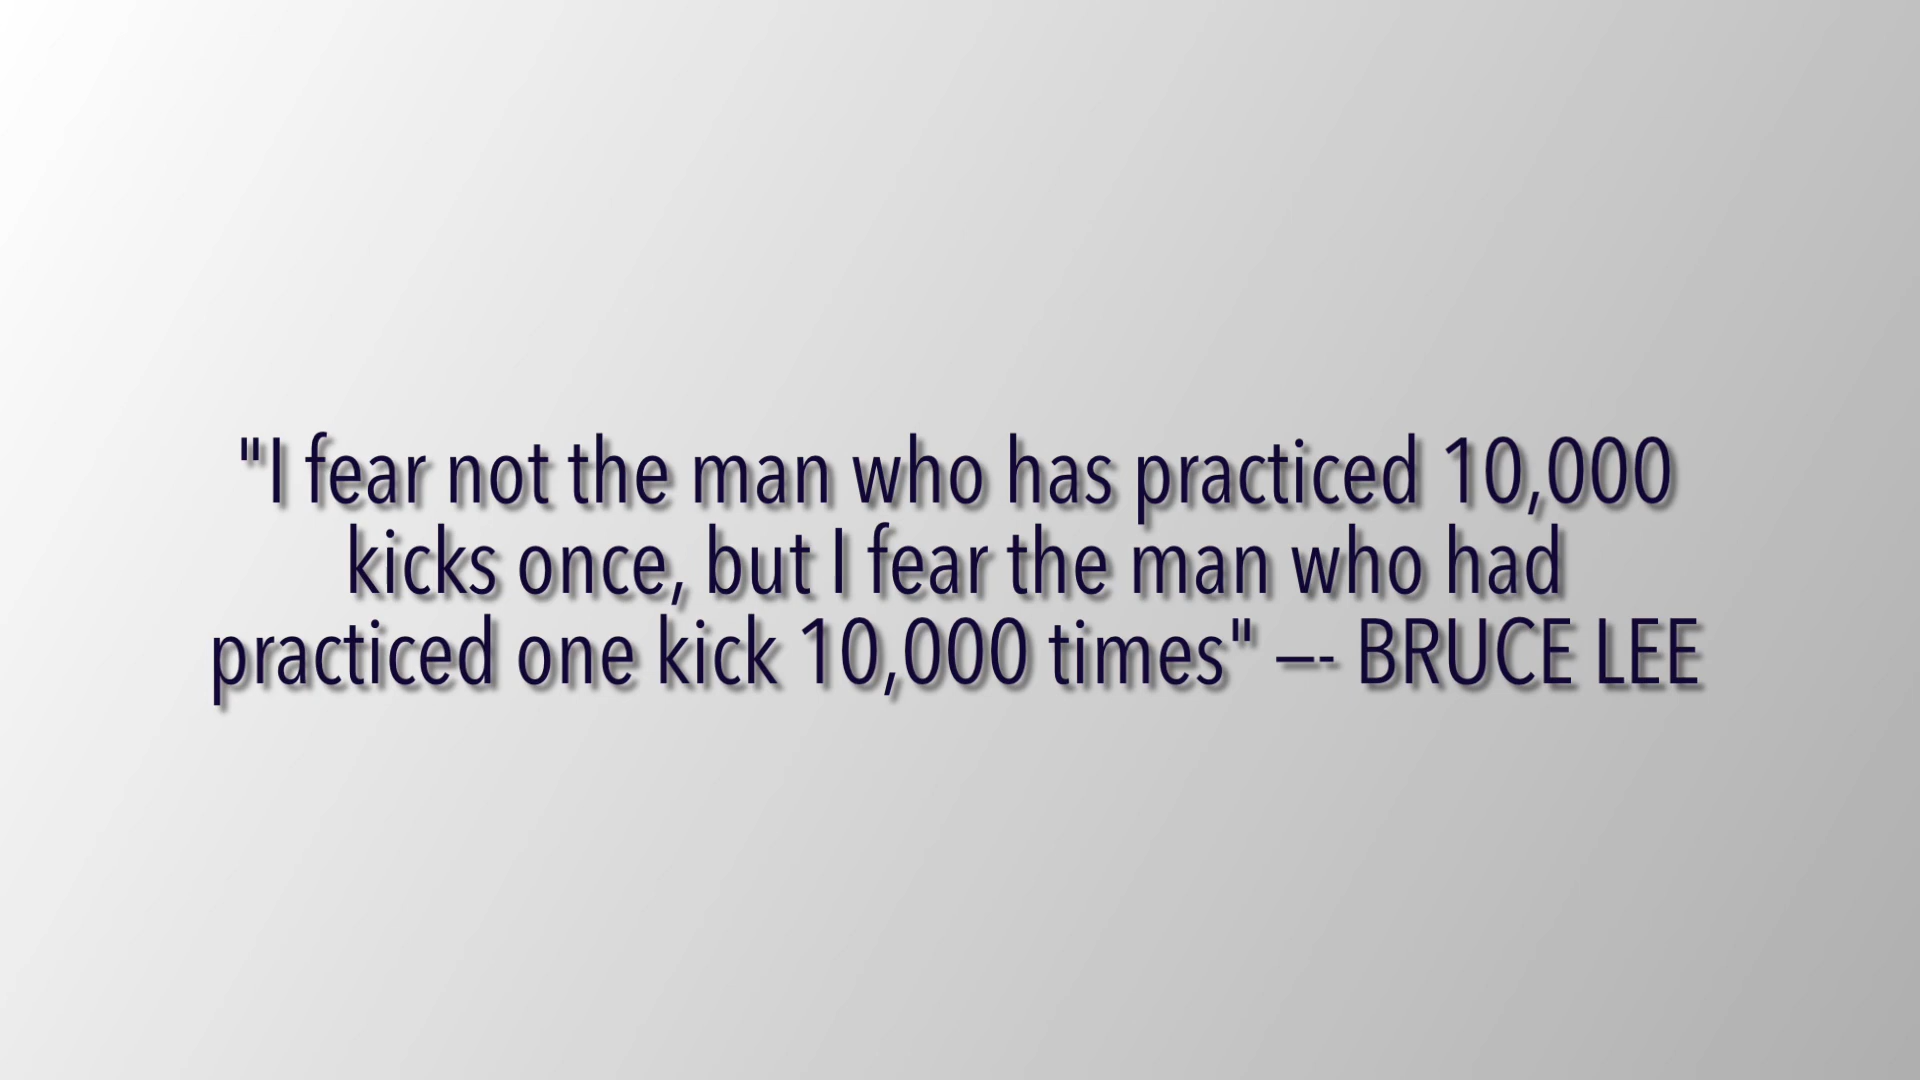 "I fear not the man who has practiced 10,000
kicks once, but I fear the man who had
practiced one kick 10,000 times" –- BRUCE LEE